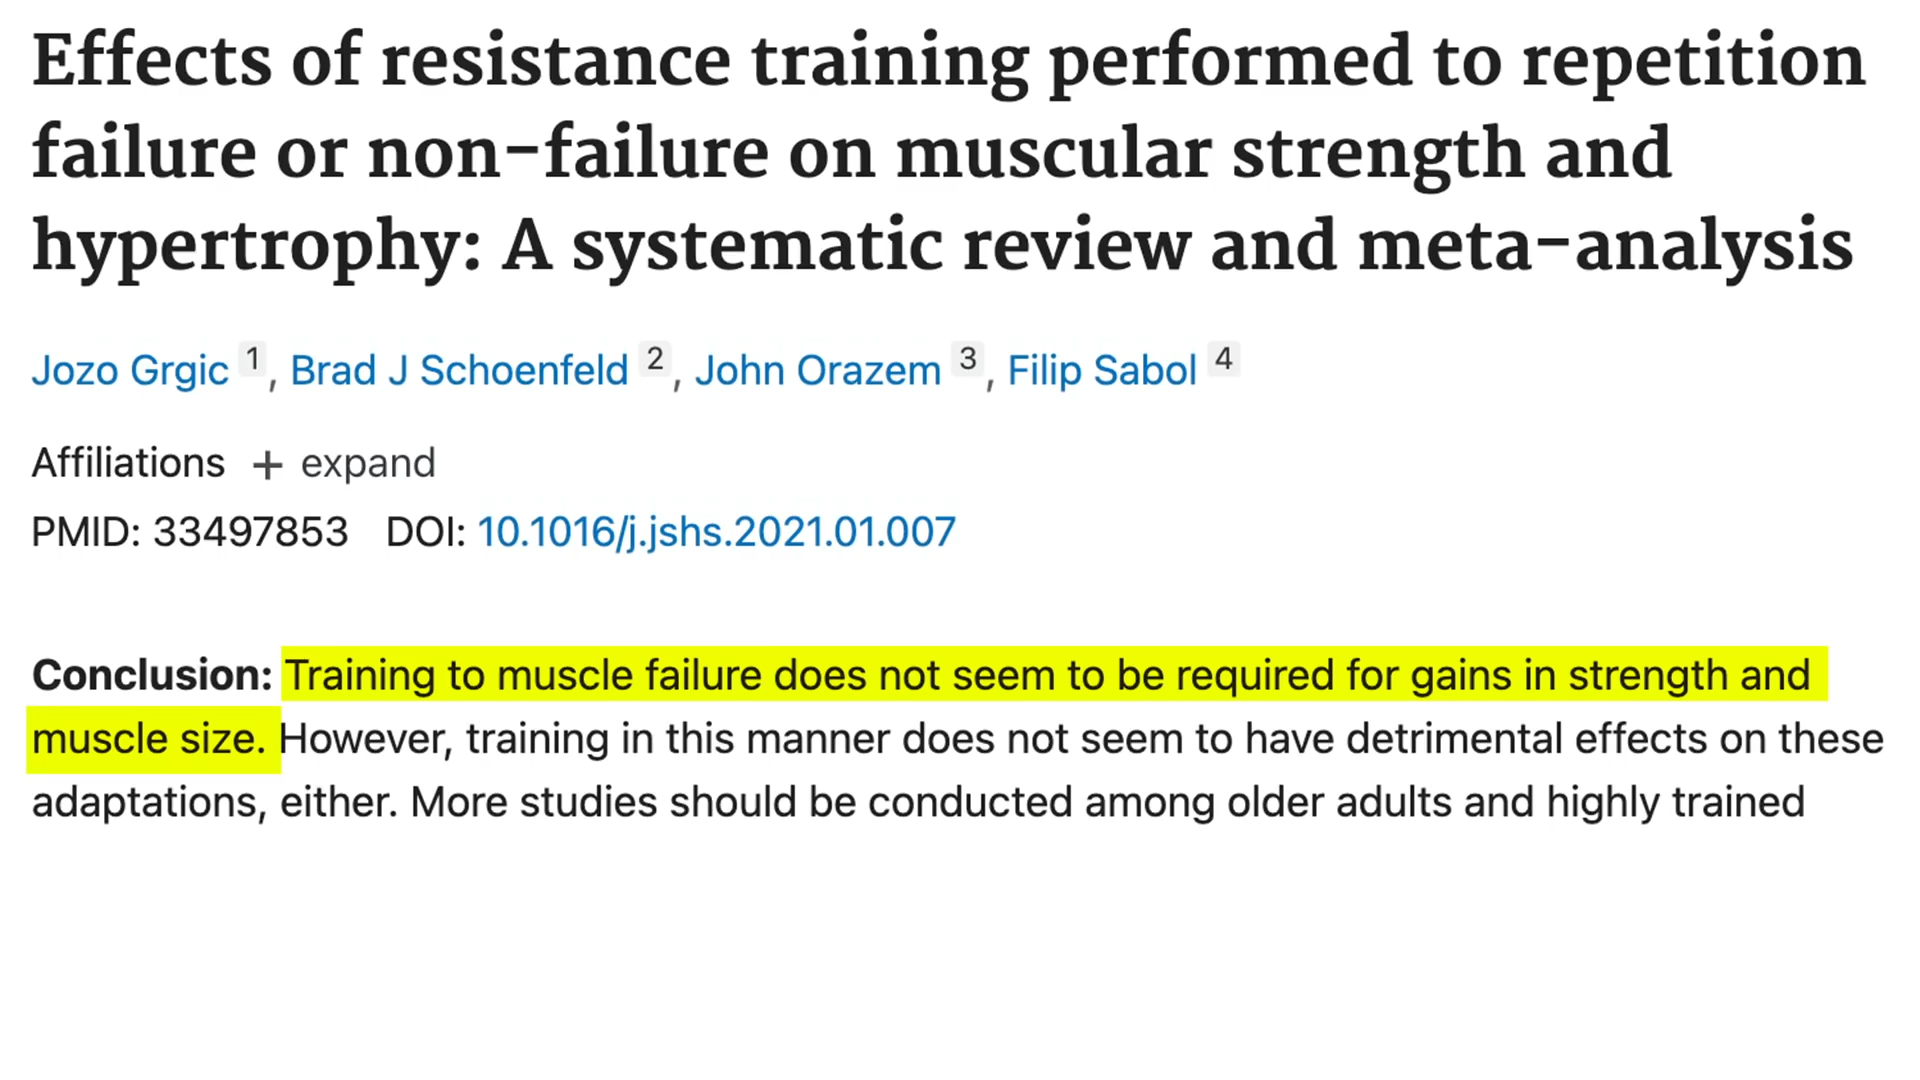 Effects of resistance training performed to repetition
failure or non-failure on muscular strength and
hypertrophy: A systematic review and meta-analysis
Jozo Grgic 1, Brad J Schoenfeld 2, John Orazem 3, Filip Sabol 4
Affiliations + expand
PMID: 33497853 DOI: 10.1016/j.jshs.2021.01.007
Conclusion: Training to muscle failure does not seem to be required for gains in strength and
muscle size. However, training in this manner does not seem to have detrimental effects on these
adaptations, either. More studies should be conducted among older adults and highly trained